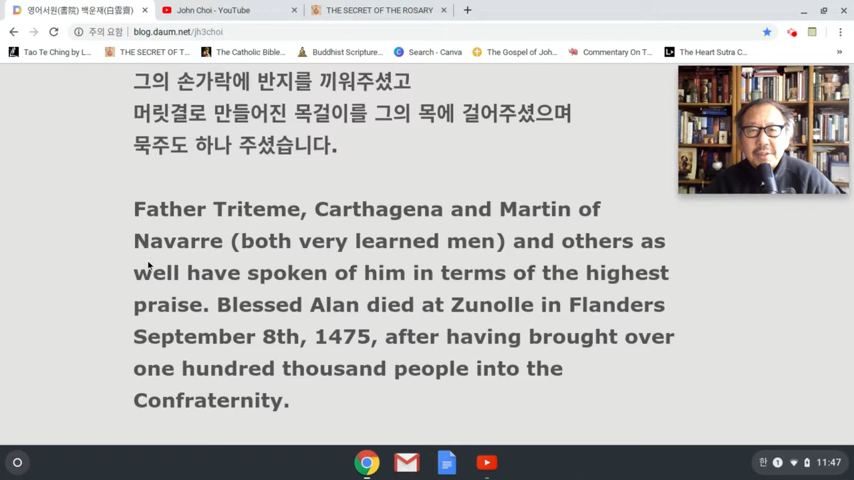 영어서원(書院) 백운재(白雲齋)
John Choi - YouTube
THE SECRET OF THE ROSARY
주의 요함
blog.daum.net/jh3choi
Tao Te Ching by L...
THE SECRET OF T...
The Catholic Bible...
Buddhist Scripture...
Search - Canva
The Gospel of Joh...
Commentary On T...
The Heart Sutra C...
그의 손가락에 반지를 끼워주셨고
머릿결로 만들어진 목걸이를 그의 목에 걸어주셨으며
묵주도 하나 주셨습니다.
Father Triteme, Carthagena and Martin of
Navarre (both very learned men) and others as
well have spoken of him in terms of the highest
praise. Blessed Alan died at Zunolle in Flanders
September 8th, 1475, after having brought over
one hundred thousand people into the
Confraternity.
한
1
11:47